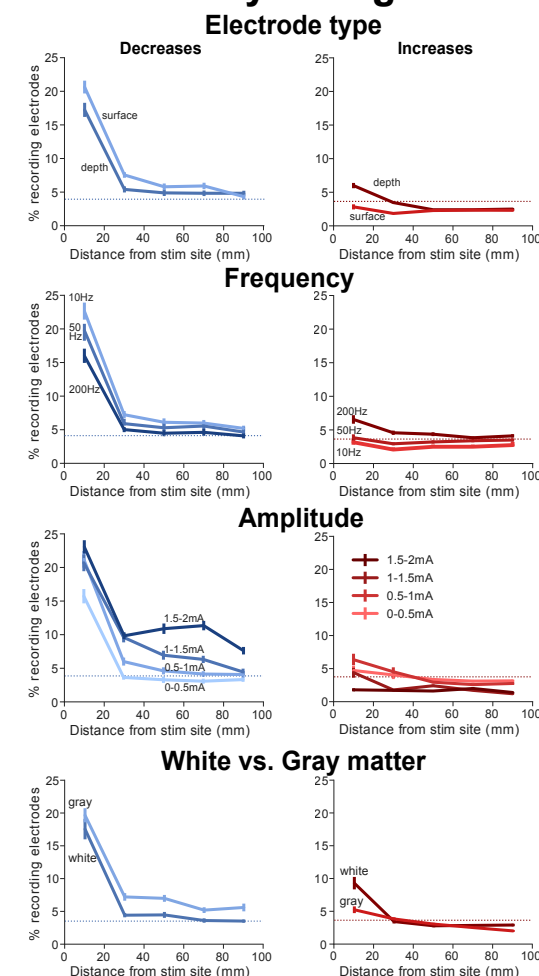 Electrode type
Decreases
Increases
% recording electrodes
25
20
15
10
5
0
surface
depth
0 20 40 60 80 100
Distance from stim site (mm)
25
20
15
10
5
0
depth
surface
0 20 40 60 80 100
Distance from stim site (mm)
Frequency
% recording electrodes
25
20
15
10
5
0
10Hz
50
Hz
200Hz
0 20 40 60 80 100
Distance from stim site (mm)
25
20
15
10
5
0
200Hz
50Hz
10Hz
0 20 40 60 80 100
Distance from stim site (mm)
Amplitude
% recording electrodes
25
20
15
10
5
0
1.5-2mA
1-1.5mA
0.5-1mA
0-0.5mA
0 20 40 60 80 100
Distance from stim site (mm)
25
20
15
10
5
0
1.5-2mA
1-1.5mA
0.5-1mA
0-0.5mA
0 20 40 60 80 100
Distance from stim site (mm)
White vs. Gray matter
% recording electrodes
25
20
15
10
5
0
gray
white
0 20 40 60 80 100
Distance from stim site (mm)
25
20
15
10
5
0
white
gray
0 20 40 60 80 100
Distance from stim site (mm)